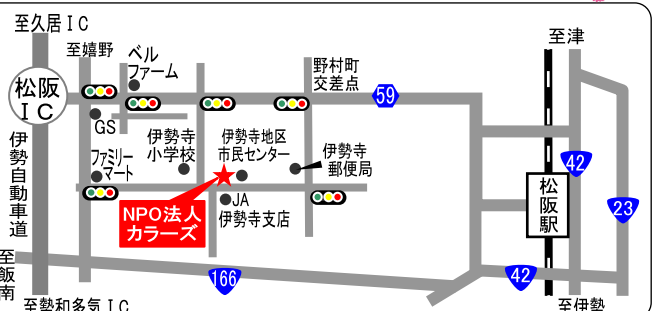 至久居IC
至嬉野
ベル
ファーム
野村町
交差点
至津
松阪
IC
59
GS
伊勢寺
小学校
伊勢寺地区
市民センター
伊勢寺
郵便局
ファミリー
マート
伊勢自動車道
NPO法人
カラーズ
JA
伊勢寺支店
42
松阪駅
23
至飯南
166
42
至勢和多気IC
至伊勢